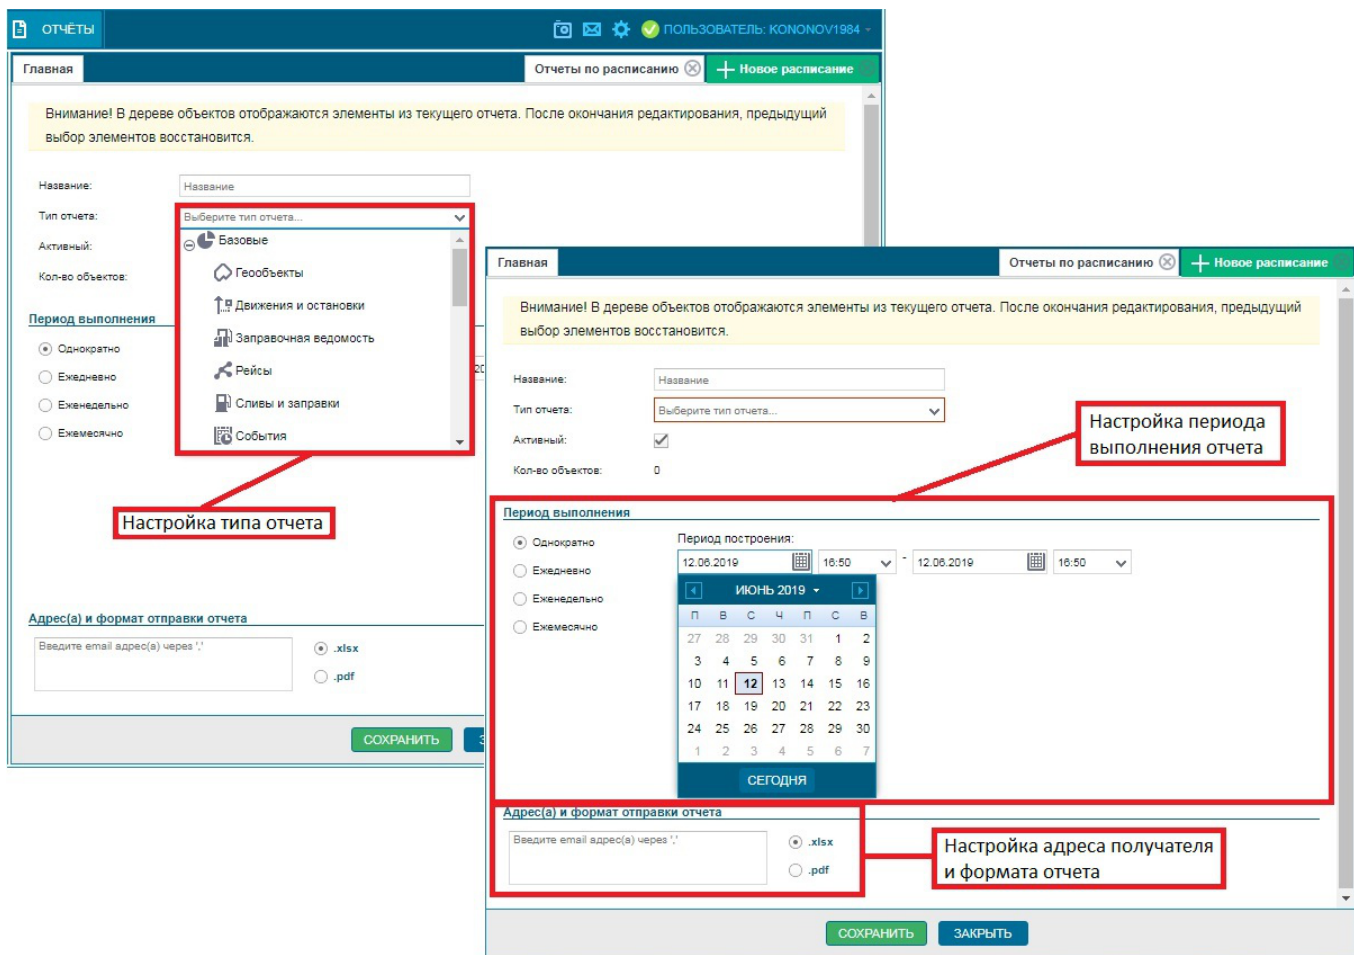 ОТЧЁТЫ
ПОЛЬЗОВАТЕЛЬ: KONONOV1984
Главная
Отчеты по расписанию
Новое расписание
Внимание! В дереве объектов отображаются элементы из текущего отчета. После окончания редактирования, предыдущий
выбор элементов восстановится.
Название:
Название
Тип отчета:
Выберите тип отчета...
Активный:
Кол-во объектов:
Базовые
Геообъекты
Движения и остановки
Заправочная ведомость
Рейсы
Сливы и заправки
События
Период выполнения
Однократно
Ежедневно
Еженедельно
Ежемесячно
20
Настройка типа отчета
Адрес(а) и формат отправки отчета
Введите email адрес(а) через ','
.xlsx
.pdf
СОХРАНИТЬ
Главная
Отчеты по расписанию
Новое расписание
Внимание! В дереве объектов отображаются элементы из текущего отчета. После окончания редактирования, предыдущий
выбор элементов восстановится.
Название:
Название
Тип отчета:
Выберите тип отчета...
Активный:
Кол-во объектов:
0
Настройка периода
выполнения отчета
Период выполнения
Однократно
Ежедневно
Еженедельно
Ежемесячно
Период построения:
12.06.2019 16:50 - 12.06.2019 16:50
ИЮНЬ 2019
П В С Ч П С В
27 28 29 30 31 1 2
3 4 5 6 7 8 9
10 11 12 13 14 15 16
17 18 19 20 21 22 23
24 25 26 27 28 29 30
1 2 3 4 5 6 7
СЕГОДНЯ
Адрес(а) и формат отправки отчета
Введите email адрес(а) через ','
.xlsx
.pdf
Настройка адреса получателя
и формата отчета
СОХРАНИТЬ
ЗАКРЫТЬ